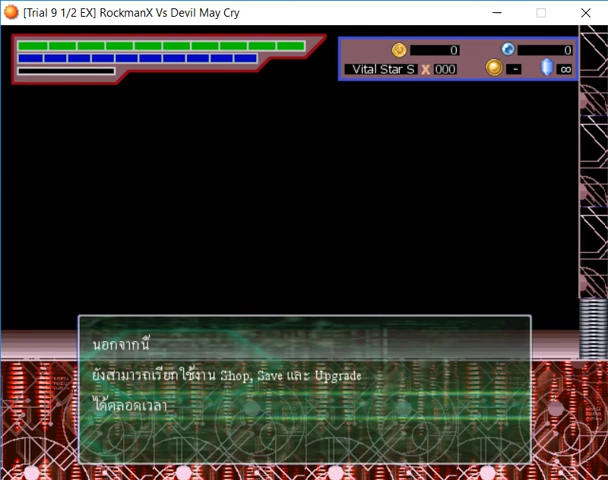 [Trial 9 1/2 EX] RockmanX Vs Devil May Cry
0 0
Vital Star S X 000 - ∞
นอกจากนี้
ยังสามารถเรียกใช้งาน Shop, Save และ Upgrade
ได้ตลอดเวลา